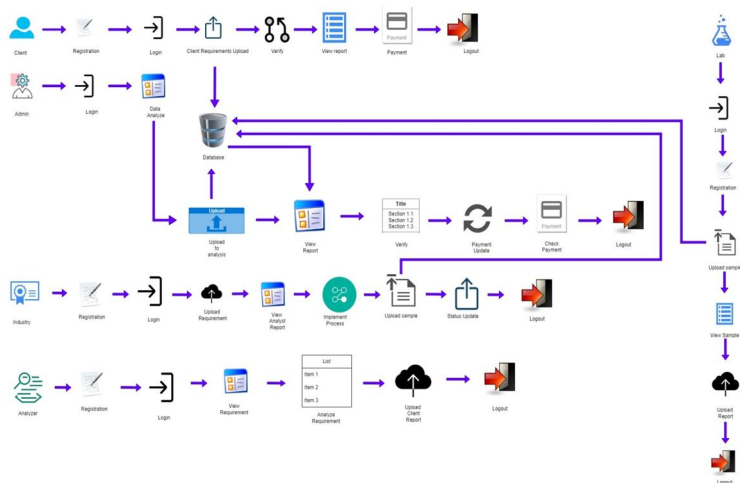 Client
Registration
Login
Client Requirements Upload
Verify
View report
Payment
Payment
Logout
Lab
Admin
Login
Data
Analyze
Login
Database
Registration
Upload
Upload
to
analysis
View
Report
Title
Section 1.1
Section 1.2
Section 1.3
Verify
Payment
Update
Payment
Check
Payment
Logout
Upload sample
Industry
Registration
Login
Upload
Requirement
View
Analyst
Report
Implement
Process
Upload sample
Status Update
Logout
View Sample
Analyzer
Registration
Login
View
Requirement
List
Item 1
Item 2
Item 3
Analyze
Requirement
Upload
Client
Report
Logout
Upload
Report
Logout